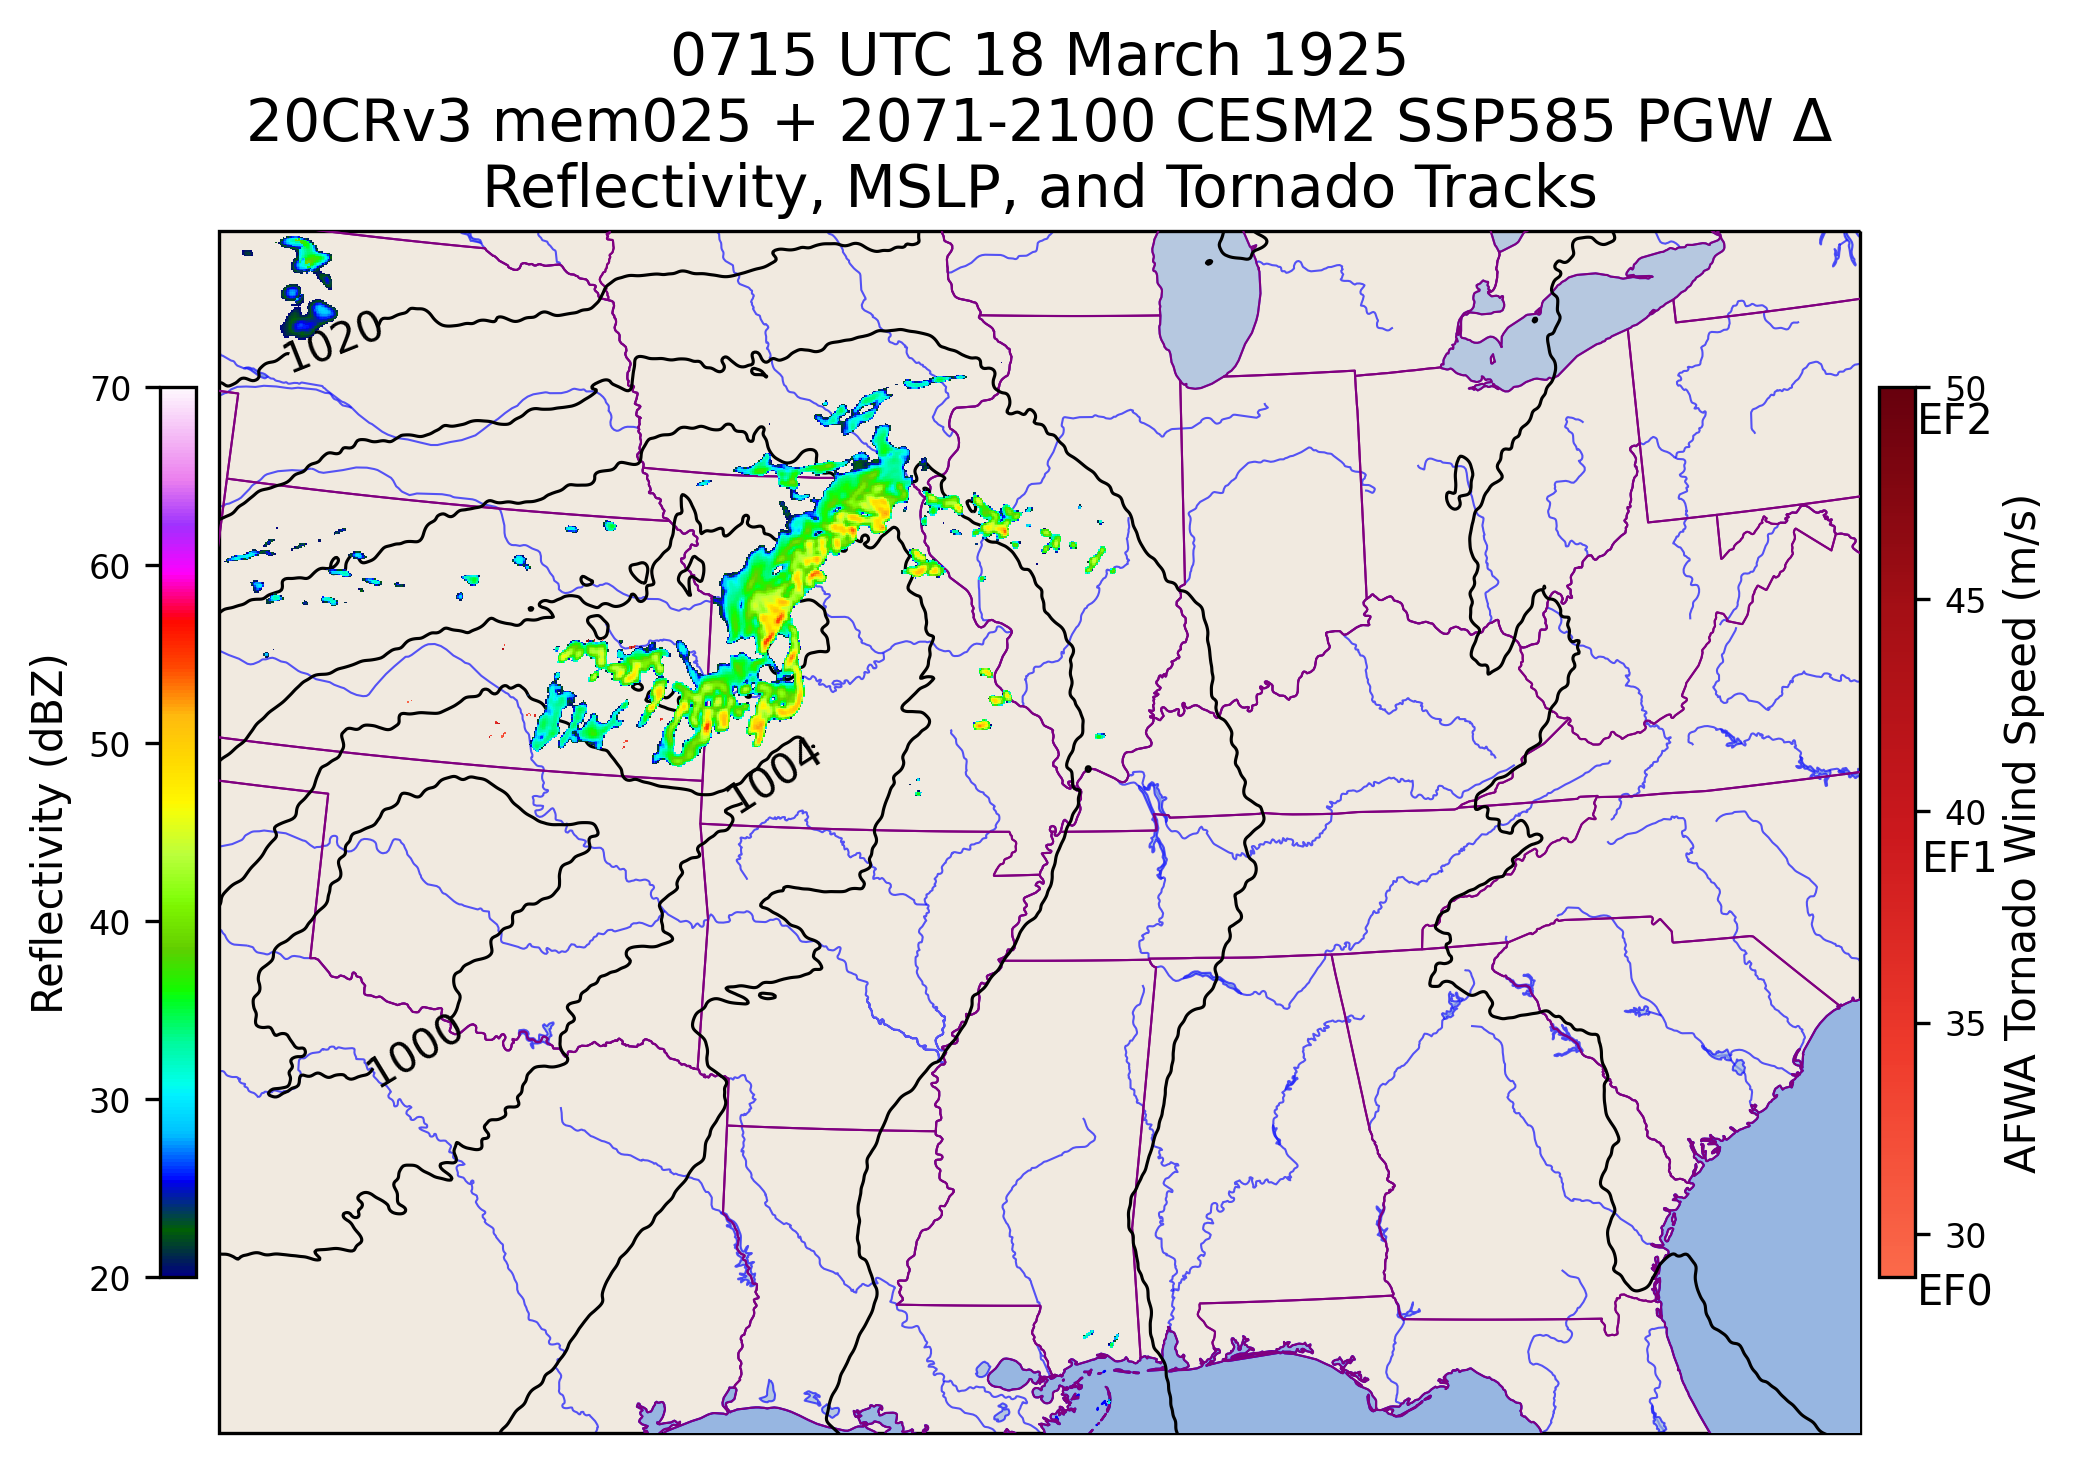 0715 UTC 18 March 1925
20CRv3 mem025 + 2071-2100 CESM2 SSP585 PGW Δ
Reflectivity, MSLP, and Tornado Tracks
Reflectivity (dBZ)
70
60
50
40
30
20
1020
1004
1000
50
EF2
45
40
EF1
35
30
EF0
AFWA Tornado Wind Speed (m/s)